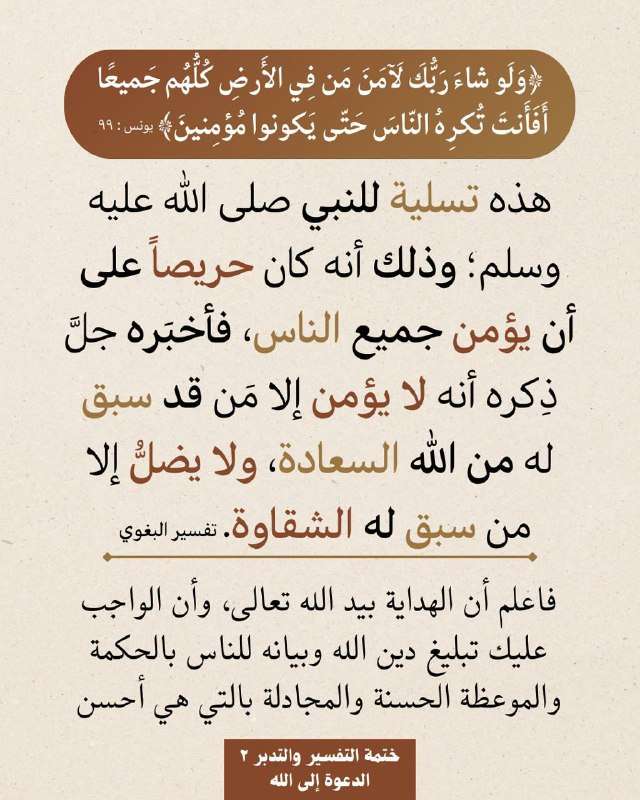 ﴿وَلَو شاءَ رَبُّكَ لَآمَنَ مَن فِي الأَرضِ كُلُّهُم جَميعًا
أَفَأَنتَ تُكرِهُ النّاسَ حَتّى يَكونوا مُؤمِنينَ﴾ يونس: ٩٩
هذه تسلية للنبي صلى الله عليه
وسلم؛ وذلك أنه كان حريصاً على
أن يؤمن جميع الناس، فأخبَره جلَّ
ذِكره أنه لا يؤمن إلا مَن قد سبق
له من الله السعادة، ولا يضلُّ إلا
من سبق له الشقاوة. تفسير البغوي
فاعلم أن الهداية بيد الله تعالى، وأن الواجب
عليك تبليغ دين الله وبيانه للناس بالحكمة
والموعظة الحسنة والمجادلة بالتي هي أحسن
ختمة التفسير والتدبر ٢
الدعوة إلى الله